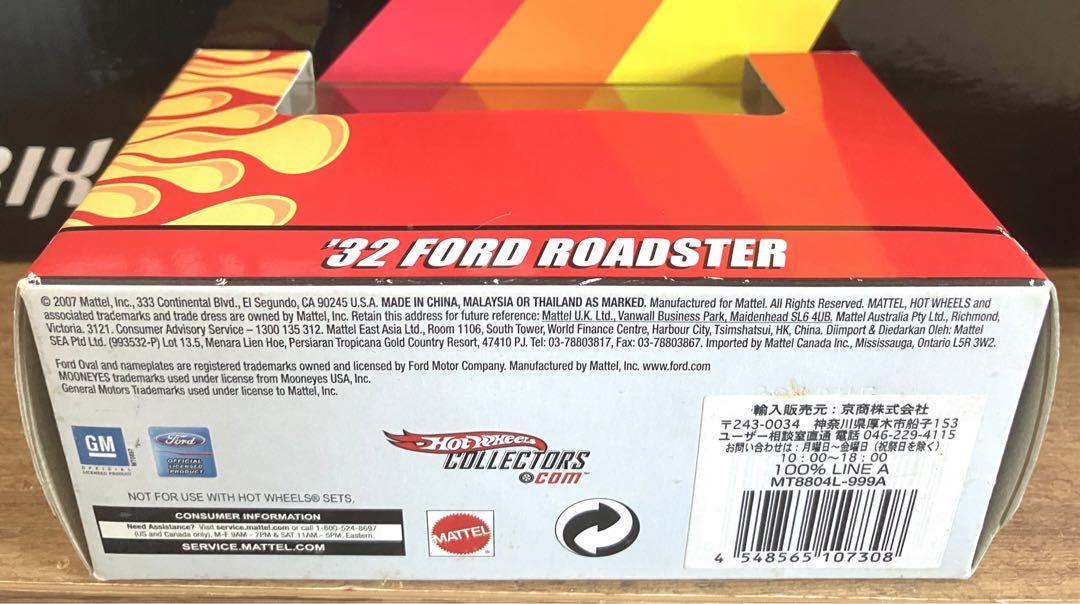 RIX
'32 FORD ROADSTER
© 2007 Mattel, Inc., 333 Continental Blvd., El Segundo, CA 90245 U.S.A. MADE IN CHINA, MALAYSIA OR THAILAND AS MARKED. Manufactured for Mattel. All Rights Reserved. MATTEL, HOT WHEELS and
associated trademarks and trade dress are owned by Mattel, Inc. Retain this address for future reference: Mattel U.K. Ltd., Vanwall Business Park, Maidenhead SL6 4UB. Mattel Australia Pty Ltd., Richmond,
Victoria. 3121. Consumer Advisory Service – 1300 135 312. Mattel East Asia Ltd., Room 1106, South Tower, World Finance Centre, Harbour City, Tsimshatsui, HK, China. Diimport & Diedarkan Oleh: Mattel
SEA Ptd Ltd. (993532-P) Lot 13.5, Menara Lien Hoe, Persiaran Tropicana Gold Country Resort, 47410 PJ. Tel: 03-78803817, Fax: 03-78803867. Imported by Mattel Canada Inc., Mississauga, Ontario L5R 3W2.
Ford Oval and nameplates are registered trademarks owned and licensed by Ford Motor Company. Manufactured by Mattel, Inc. www.ford.com
MOONEYES trademarks used under license from Mooneyes USA, Inc.
General Motors Trademarks used under license to Mattel, Inc.
GM
OFFICIAL
LICENSED PRODUCT
Ford
OFFICIAL
LICENSED
PRODUCT
Hot Wheels
COLLECTORS
.COM™
NOT FOR USE WITH HOT WHEELS® SETS.
CONSUMER INFORMATION
Need Assistance? Visit service.mattel.com or call 1-800-524-8697
(US and Canada only), M-F 9AM - 7PM & SAT 11AM - 5PM, Eastern.
SERVICE.MATTEL.COM
MATTEL
輸入販売元：京商株式会社
〒243-0034 神奈川県厚木市船子153
ユーザー相談室直通 電話 046-229-4115
お問い合わせは：月曜日～金曜日（祝祭日を除く）
10：00～18：00
100% LINE A
MT8804L-999A
4 548565 107308